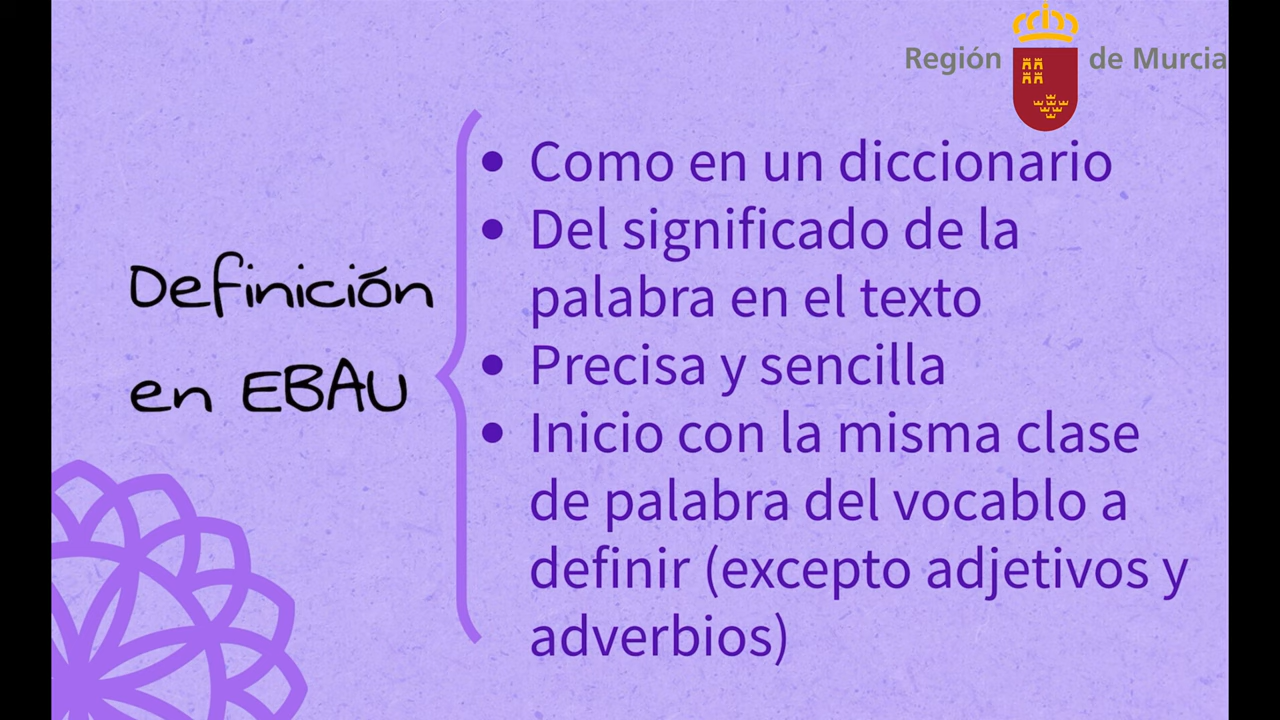 Región de Murcia
Definición
en EBAU
• Como en un diccionario
• Del significado de la
palabra en el texto
• Precisa y sencilla
• Inicio con la misma clase
de palabra del vocablo a
definir (excepto adjetivos y
adverbios)